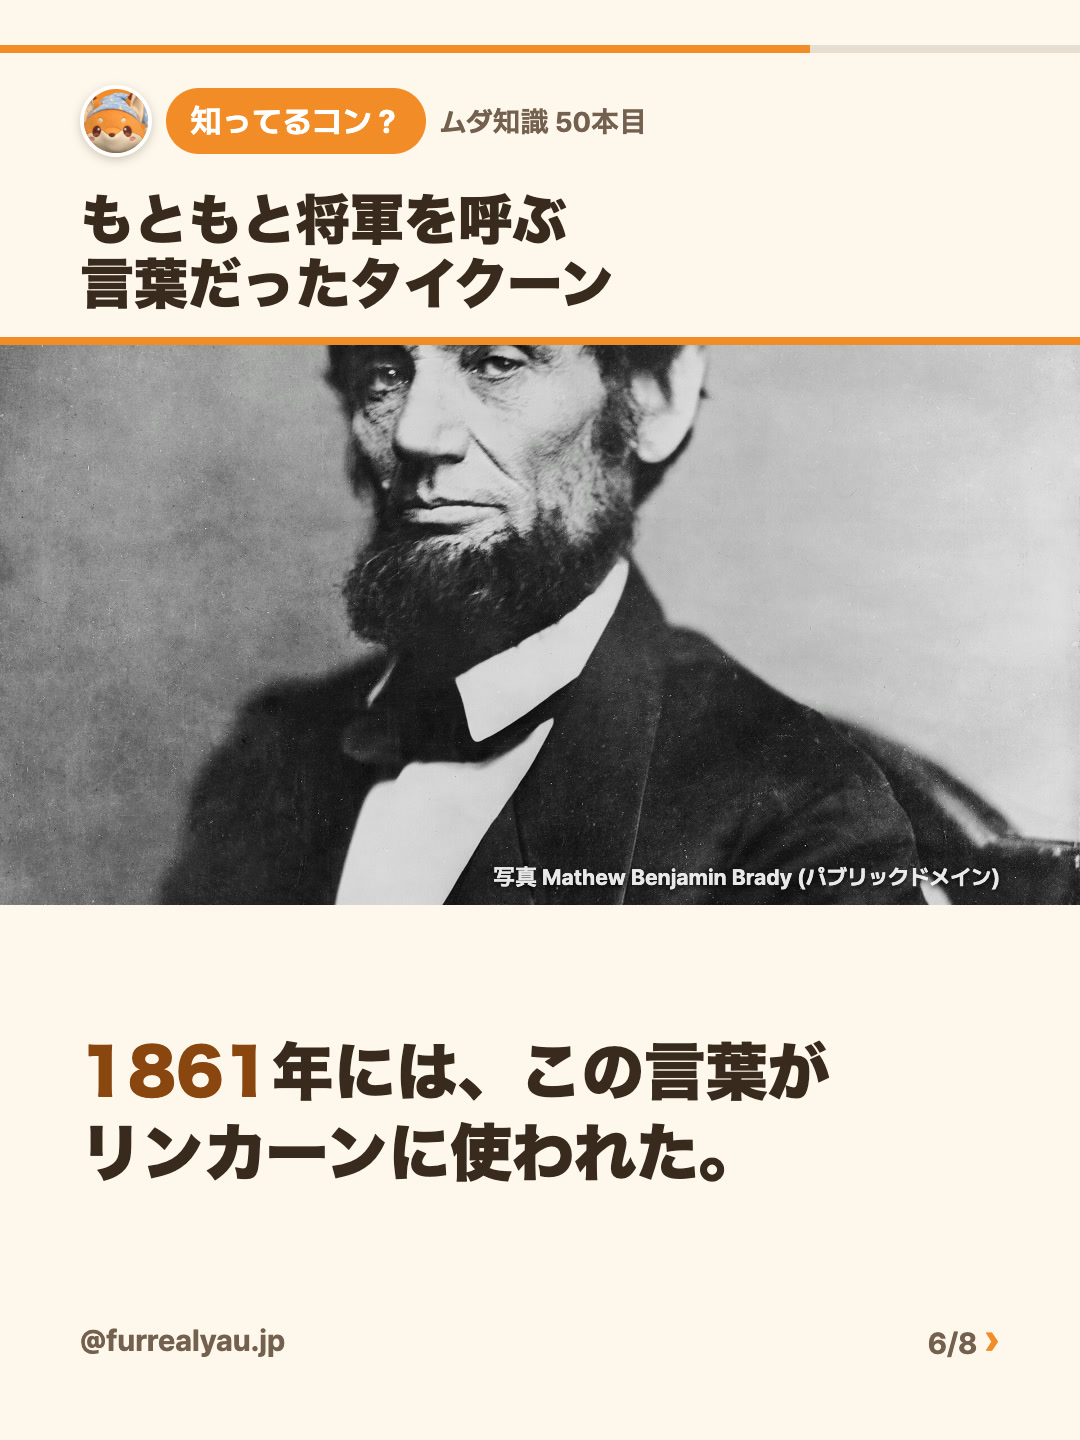 知ってるコン？
ムダ知識 50本目
もともと将軍を呼ぶ
言葉だったタイクーン
写真 Mathew Benjamin Brady (パブリックドメイン)
1861年には、この言葉が
リンカーンに使われた。
@furrealyau.jp
6/8 ›